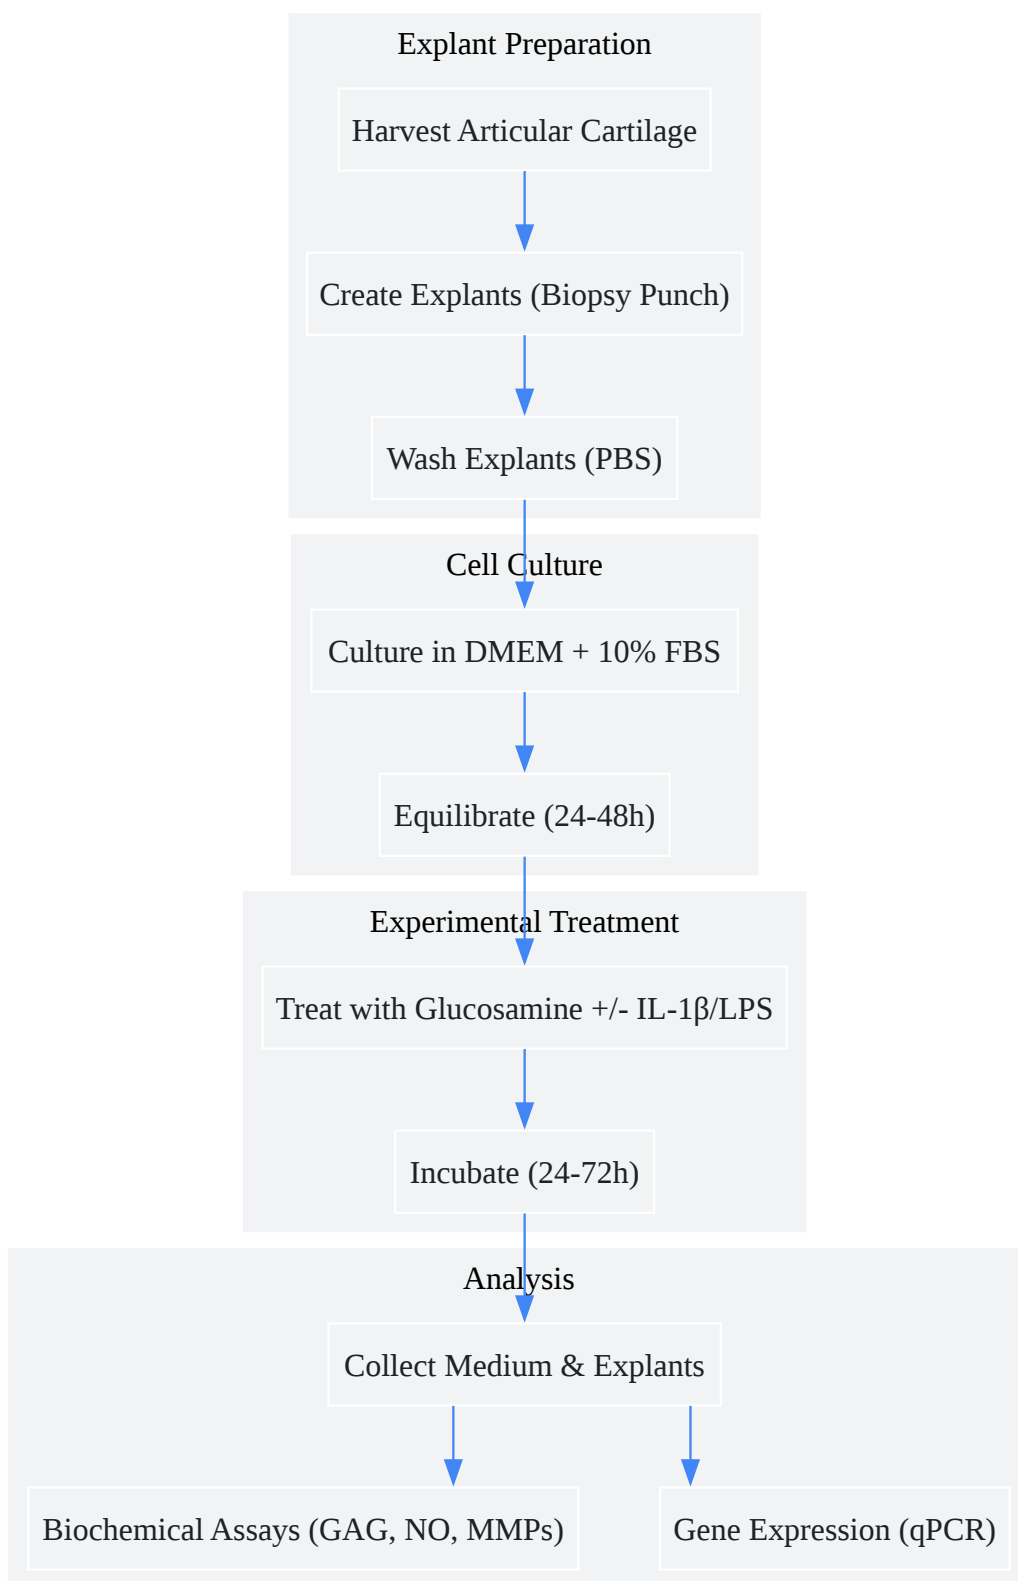 Explant Preparation
Harvest Articular Cartilage
Create Explants (Biopsy Punch)
Wash Explants (PBS)
Cell Culture
Culture in DMEM + 10% FBS
Equilibrate (24-48h)
Experimental Treatment
Treat with Glucosamine +/- IL-1β/LPS
Incubate (24-72h)
Analysis
Collect Medium & Explants
Biochemical Assays (GAG, NO, MMPs)
Gene Expression (qPCR)